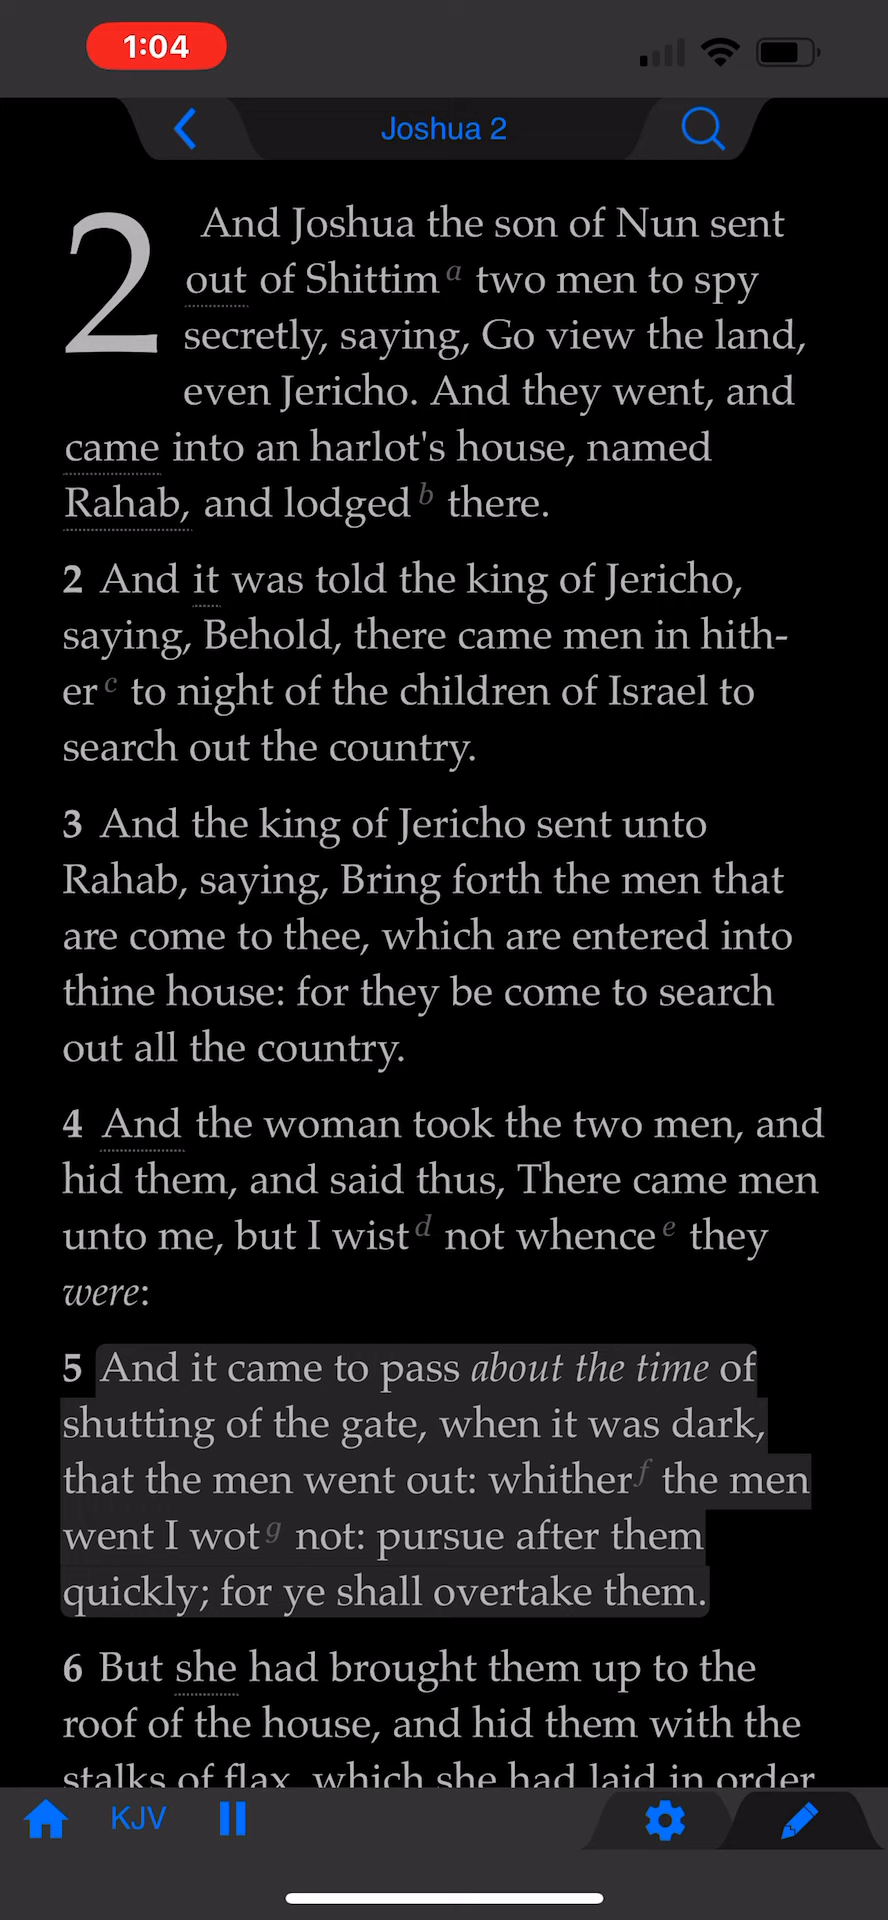 1:04
Joshua 2
2 And Joshua the son of Nun sent
out of Shittim a two men to spy
secretly, saying, Go view the land,
even Jericho. And they went, and
came into an harlot's house, named
Rahab, and lodged b there.
2 And it was told the king of Jericho,
saying, Behold, there came men in hith-
er c to night of the children of Israel to
search out the country.
3 And the king of Jericho sent unto
Rahab, saying, Bring forth the men that
are come to thee, which are entered into
thine house: for they be come to search
out all the country.
4 And the woman took the two men, and
hid them, and said thus, There came men
unto me, but I wist d not whence e they
were:
5 And it came to pass about the time of
shutting of the gate, when it was dark,
that the men went out: whither f the men
went I wot g not: pursue after them
quickly; for ye shall overtake them.
6 But she had brought them up to the
roof of the house, and hid them with the
stalks of flax, which she had laid in order
KJV